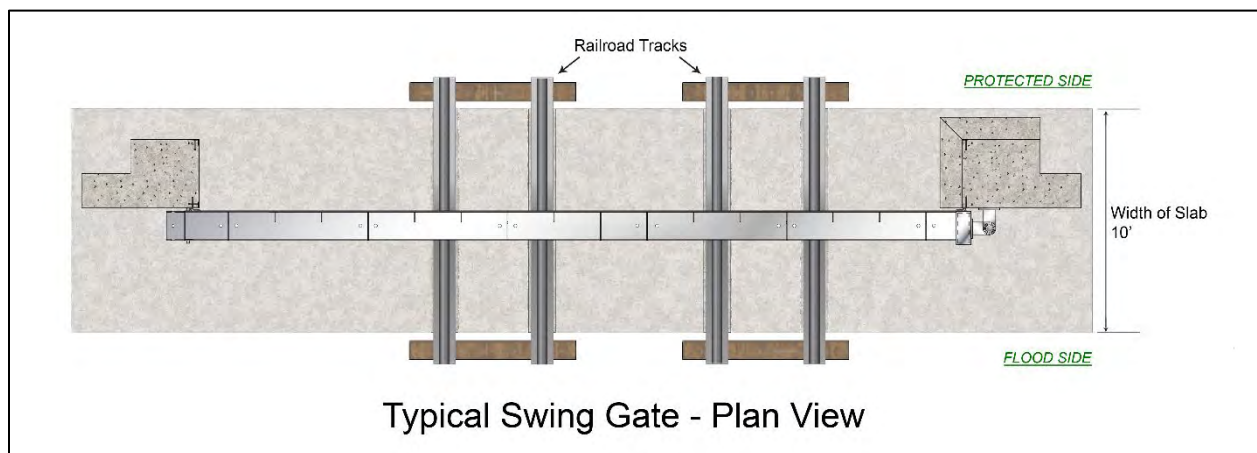 Railroad Tracks
PROTECTED SIDE
Width of Slab
10’
FLOOD SIDE
Typical Swing Gate - Plan View